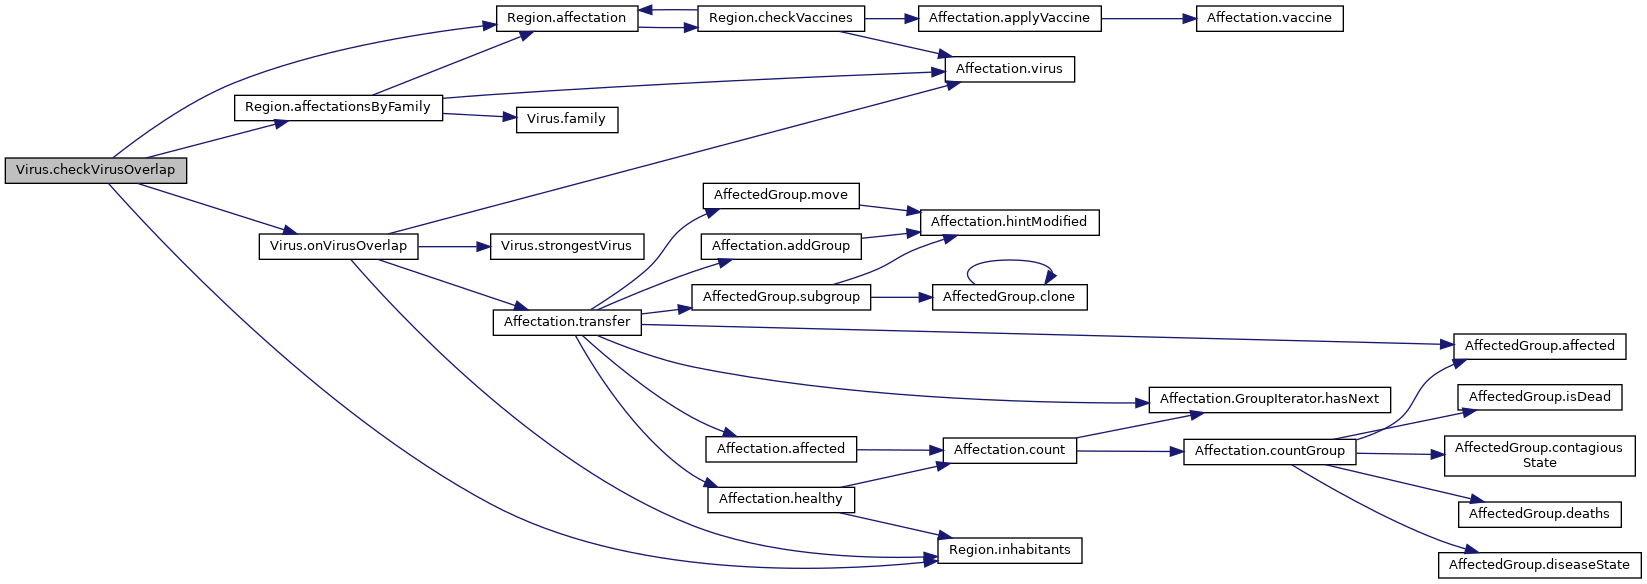 Virus.checkVirusOverlap
Region.affectation
Region.checkVaccines
Affectation.applyVaccine
Affectation.vaccine
Affectation.virus
Region.affectationsByFamily
Virus.family
Virus.onVirusOverlap
Virus.strongestVirus
Affectation.transfer
AffectedGroup.move
Affectation.addGroup
Affectation.hintModified
AffectedGroup.subgroup
AffectedGroup.clone
AffectedGroup.affected
Affectation.GroupIterator.hasNext
AffectedGroup.isDead
Affectation.affected
Affectation.count
Affectation.countGroup
AffectedGroup.contagious
State
Affectation.healthy
AffectedGroup.deaths
Region.inhabitants
AffectedGroup.diseaseState